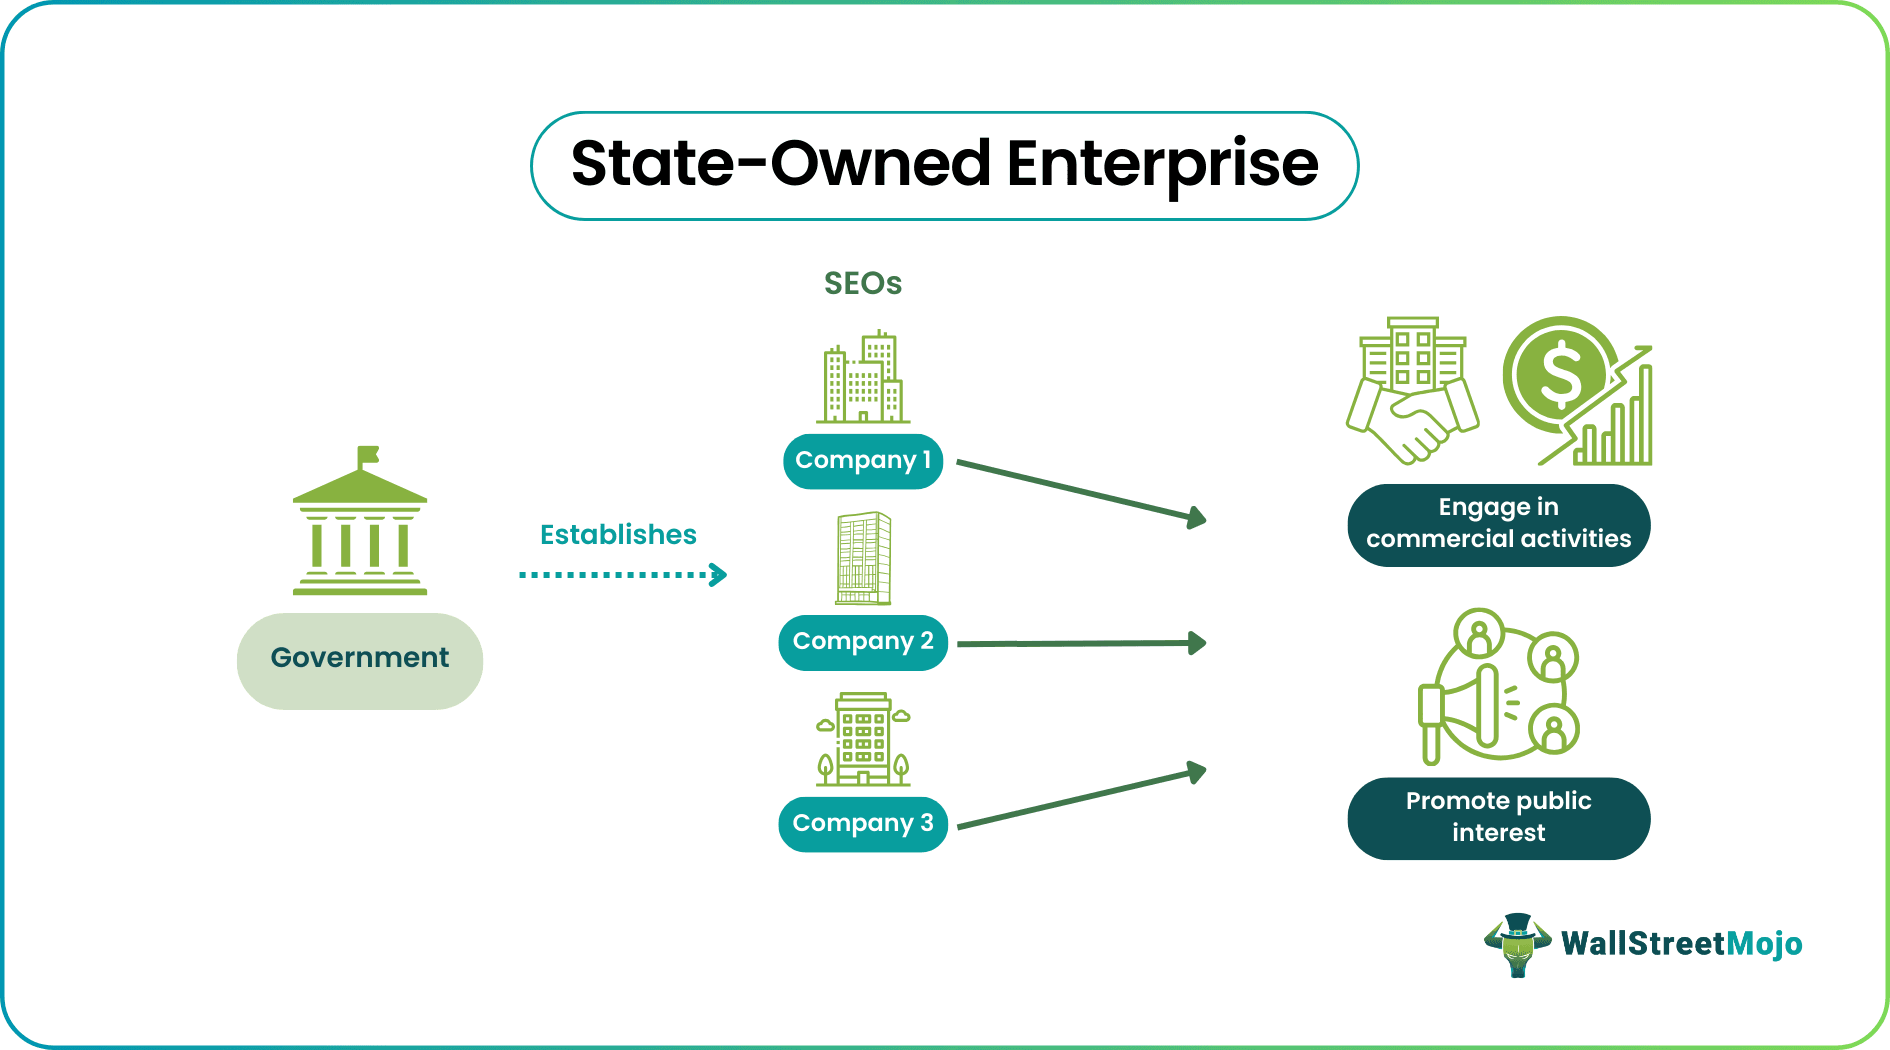 State-Owned Enterprise
SEOs
Company 1
Engage in
commercial activities
Establishes
Company 2
Government
Company 3
Promote public
interest
WallStreetMojo